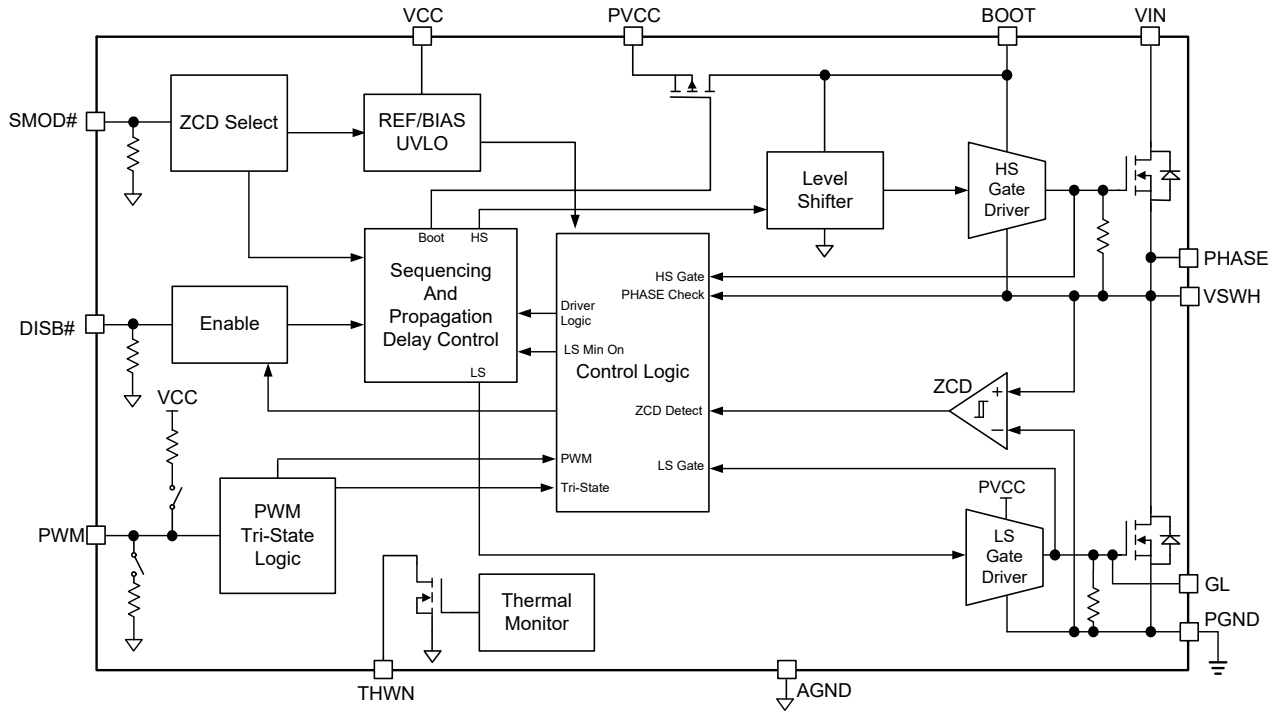 VCC
PVCC
BOOT
VIN
SMOD#
ZCD Select
REF/BIAS
UVLO
Level
Shifter
HS
Gate
Driver
Boot
HS
Sequencing
And
Propagation
Delay Control
LS
HS Gate
PHASE Check
Driver
Logic
LS Min On
Control Logic
ZCD Detect
LS Gate
PWM
Tri-State
PHASE
VSWH
DISB#
Enable
VCC
ZCD
+
−
PWM
PWM
Tri-State
Logic
PVCC
LS
Gate
Driver
GL
PGND
Thermal
Monitor
THWN
AGND